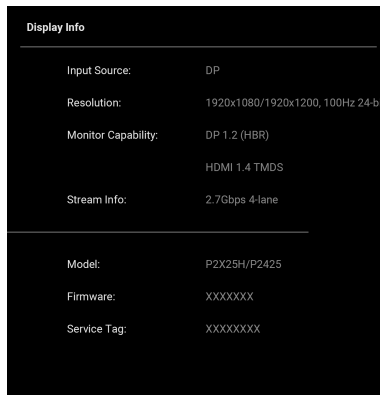 Display Info
Input Source: DP
Resolution: 1920x1080/1920x1200, 100Hz 24-b
Monitor Capability: DP 1.2 (HBR)
HDMI 1.4 TMDS
Stream Info: 2.7Gbps 4-lane
Model: P2X25H/P2425
Firmware: XXXXXXX
Service Tag: XXXXXXXX